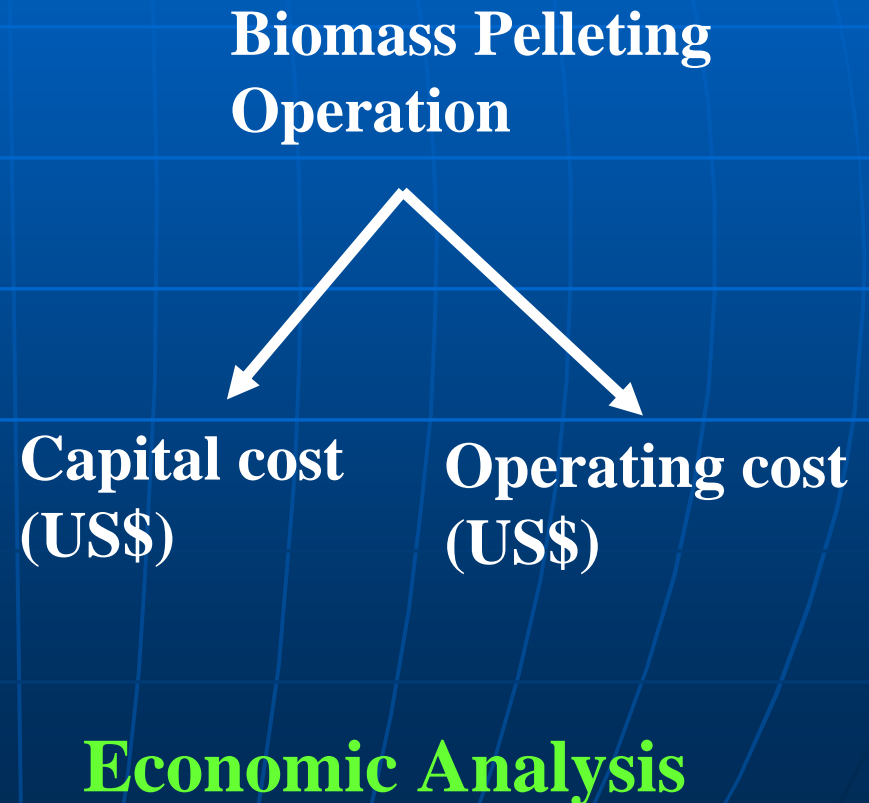 Biomass Pelleting
Operation
Capital cost
(US$)
Operating cost
(US$)
Economic Analysis